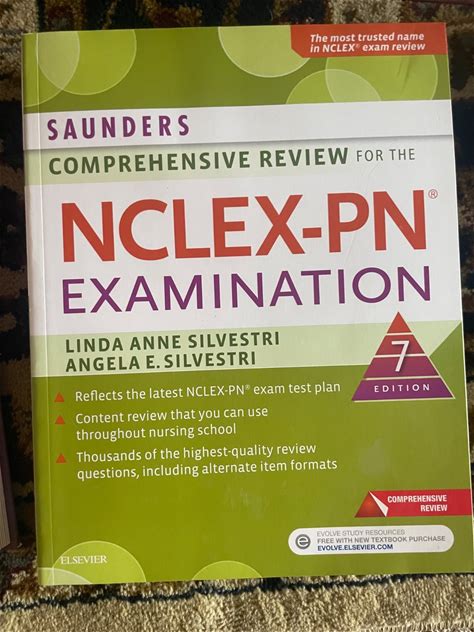 The most trusted name
in NCLEX® exam review
SAUNDERS
COMPREHENSIVE REVIEW FOR THE
NCLEX-PN®
EXAMINATION
LINDA ANNE SILVESTRI
ANGELA E. SILVESTRI
7
EDITION
Reflects the latest NCLEX-PN® exam test plan
Content review that you can use
throughout nursing school
Thousands of the highest-quality review
questions, including alternate item formats
COMPREHENSIVE
REVIEW
EVOLVE STUDY RESOURCES
FREE WITH NEW TEXTBOOK PURCHASE
EVOLVE.ELSEVIER.COM
ELSEVIER